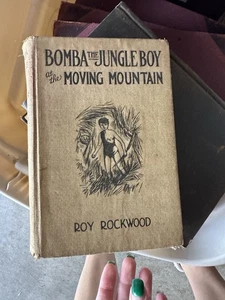 BOMBA THE JUNGLE BOY
at the MOVING MOUNTAIN
ROY ROCKWOOD